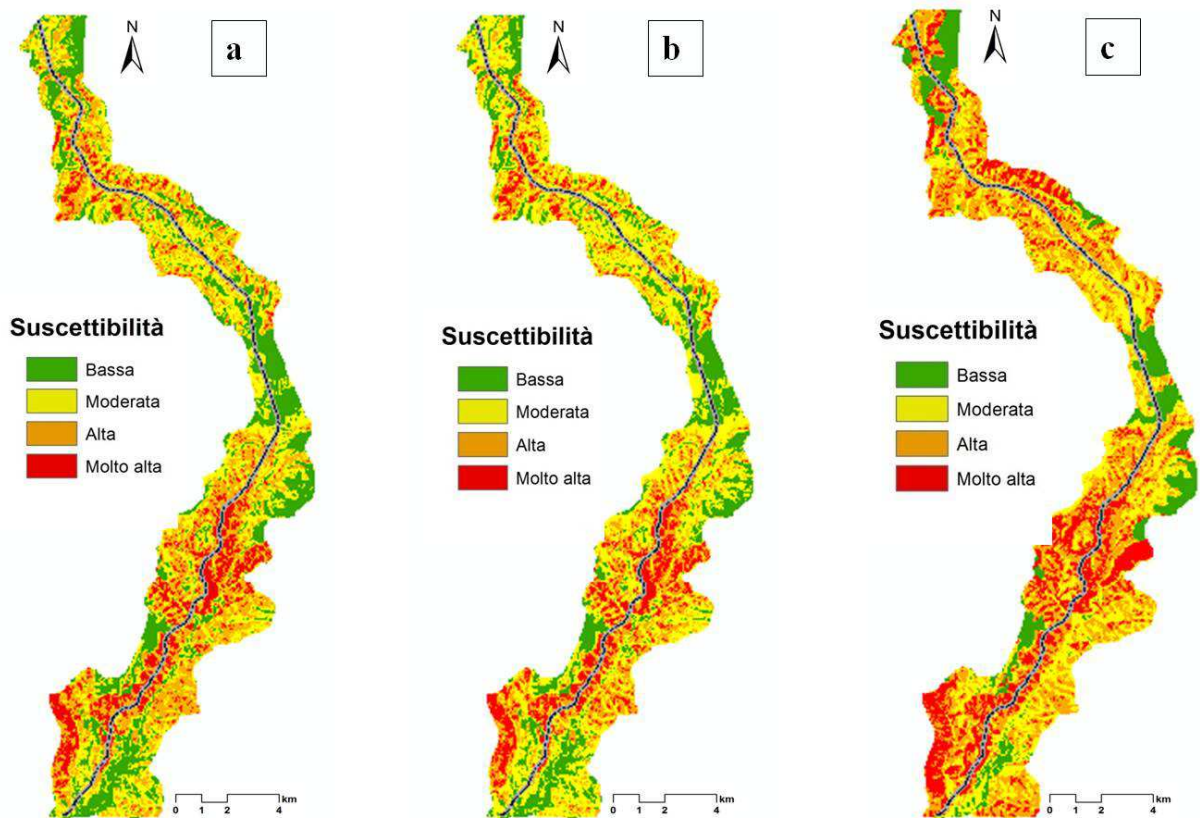 N
a
Suscettibilità
Bassa
Moderata
Alta
Molto alta
km
0 1 2 4
N
b
Suscettibilità
Bassa
Moderata
Alta
Molto alta
km
0 1 2 4
N
c
Suscettibilità
Bassa
Moderata
Alta
Molto alta
km
0 1 2 4